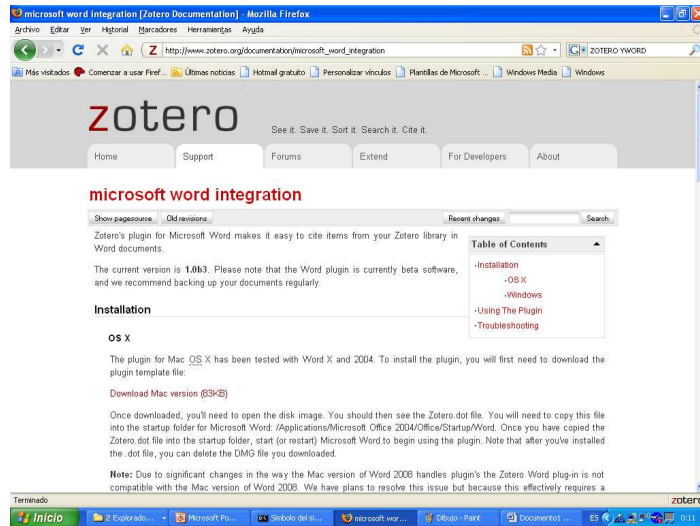 microsoft word integration [Zotero Documentation] - Mozilla Firefox
Archivo Editar Ver Historial Marcadores Herramientas Ayuda
http://www.zotero.org/documentation/microsoft_word_integration
ZOTERO YWORD
Más visitados Comenzar a usar Firef... Últimas noticias Hotmail gratuito Personalizar vínculos Plantillas de Microsoft ... Windows Media Windows
zotero
See it. Save it. Sort it. Search it. Cite it.
Home Support Forums Extend For Developers About
microsoft word integration
Show pagesource Old revisions Recent changes Search
Zotero's plugin for Microsoft Word makes it easy to cite items from your Zotero library in
Word documents.
The current version is 1.0b3. Please note that the Word plugin is currently beta software,
and we recommend backing up your documents regularly.
Table of Contents
Installation
OS X
Windows
Using The Plugin
Troubleshooting
Installation
OS X
The plugin for Mac OS X has been tested with Word X and 2004. To install the plugin, you will first need to download the
plugin template file:
Download Mac version (83KB)
Once downloaded, you'll need to open the disk image. You should then see the Zotero.dot file. You will need to copy this file
into the startup folder for Microsoft Word: /Applications/Microsoft Office 2004/Office/Startup/Word. Once you have copied the
Zotero.dot file into the startup folder, start (or restart) Microsoft Word to begin using the plugin. Note that after you've installed
the .dot file, you can delete the DMG file you downloaded.
Note: Due to significant changes in the way the Mac version of Word 2008 handles plugin's the Zotero Word plug-in is not
compatible with the Mac version of Word 2008. We have plans to resolve this issue but because this effectively requires a
Terminado
zotero
Inicio 2 Explorado... Microsoft Po... Símbolo del si... microsoft wor... Dibujo - Paint Documento1 ... ES